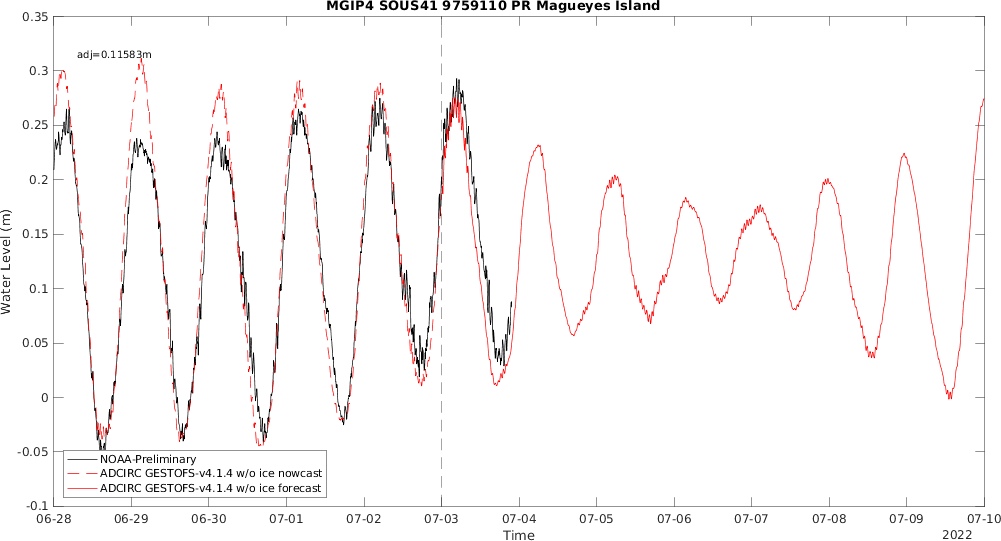 MGIP4 SOUS41 9759110 PR Magueyes Island
adj=0.11583m
Water Level (m)
0.35
0.3
0.25
0.2
0.15
0.1
0.05
0
-0.05
-0.1
NOAA-Preliminary
ADCIRC GESTOFS-v4.1.4 w/o ice nowcast
ADCIRC GESTOFS-v4.1.4 w/o ice forecast
06-28 06-29 06-30 07-01 07-02 07-03 07-04 07-05 07-06 07-07 07-08 07-09 07-10
Time
2022